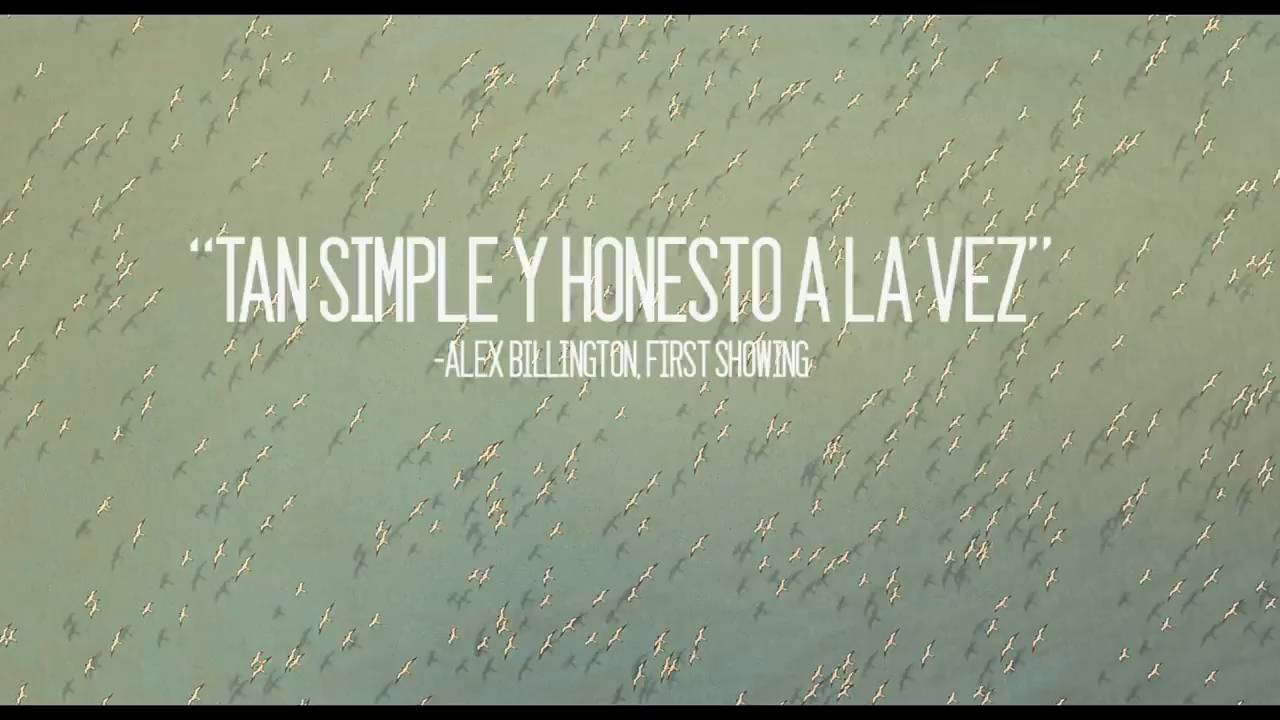 “TAN SIMPLE Y HONESTO A LA VEZ”
-ALEX BILLINGTON, FIRST SHOWING